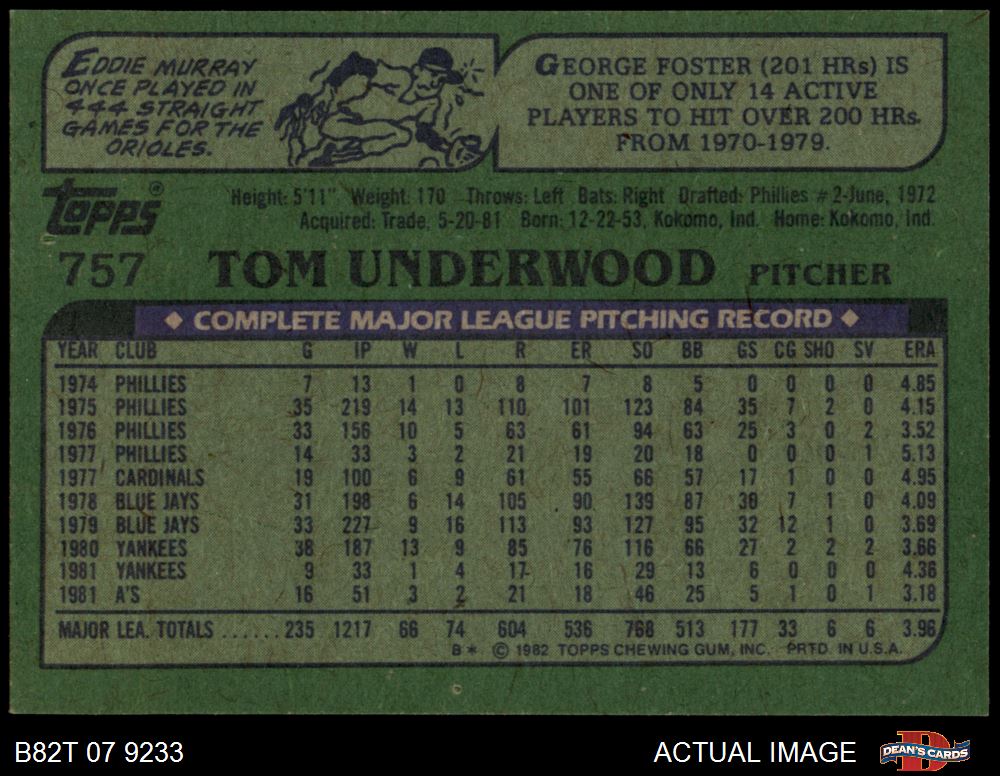 EDDIE MURRAY
ONCE PLAYED IN
444 STRAIGHT
GAMES FOR THE
ORIOLES.
GEORGE FOSTER (201 HRs) IS
ONE OF ONLY 14 ACTIVE
PLAYERS TO HIT OVER 200 HRs.
FROM 1970-1979.
topps®
Height: 5'11" Weight: 170 Throws: Left Bats: Right Drafted: Phillies #2-June, 1972
Acquired: Trade, 5-20-81 Born: 12-22-53, Kokomo, Ind. Home: Kokomo, Ind.
757 TOM UNDERWOOD PITCHER
◆ COMPLETE MAJOR LEAGUE PITCHING RECORD ◆
YEAR CLUB G IP W L R ER SO BB GS CG SHO SV ERA
1974 PHILLIES 7 13 1 0 8 7 8 5 0 0 0 0 4.85
1975 PHILLIES 35 219 14 13 110 101 123 84 35 7 2 0 4.15
1976 PHILLIES 33 156 10 5 63 61 94 63 25 3 0 2 3.52
1977 PHILLIES 14 33 3 2 21 19 20 18 0 0 0 1 5.13
1977 CARDINALS 19 100 6 9 61 55 66 57 17 1 0 0 4.95
1978 BLUE JAYS 31 198 6 14 105 90 139 87 30 7 1 0 4.09
1979 BLUE JAYS 33 227 9 16 113 93 127 95 32 12 1 0 3.69
1980 YANKEES 38 187 13 9 85 76 116 66 27 2 2 2 3.66
1981 YANKEES 9 33 1 4 17 16 29 13 6 0 0 0 4.36
1981 A'S 16 51 3 2 21 18 46 25 5 1 0 1 3.18
MAJOR LEA. TOTALS ...... 235 1217 66 74 604 536 768 513 177 33 6 6 3.96
B* © 1982 TOPPS CHEWING GUM, INC. PRTD. IN U.S.A.
B82T 07 9233 ACTUAL IMAGE D DEAN'S CARDS